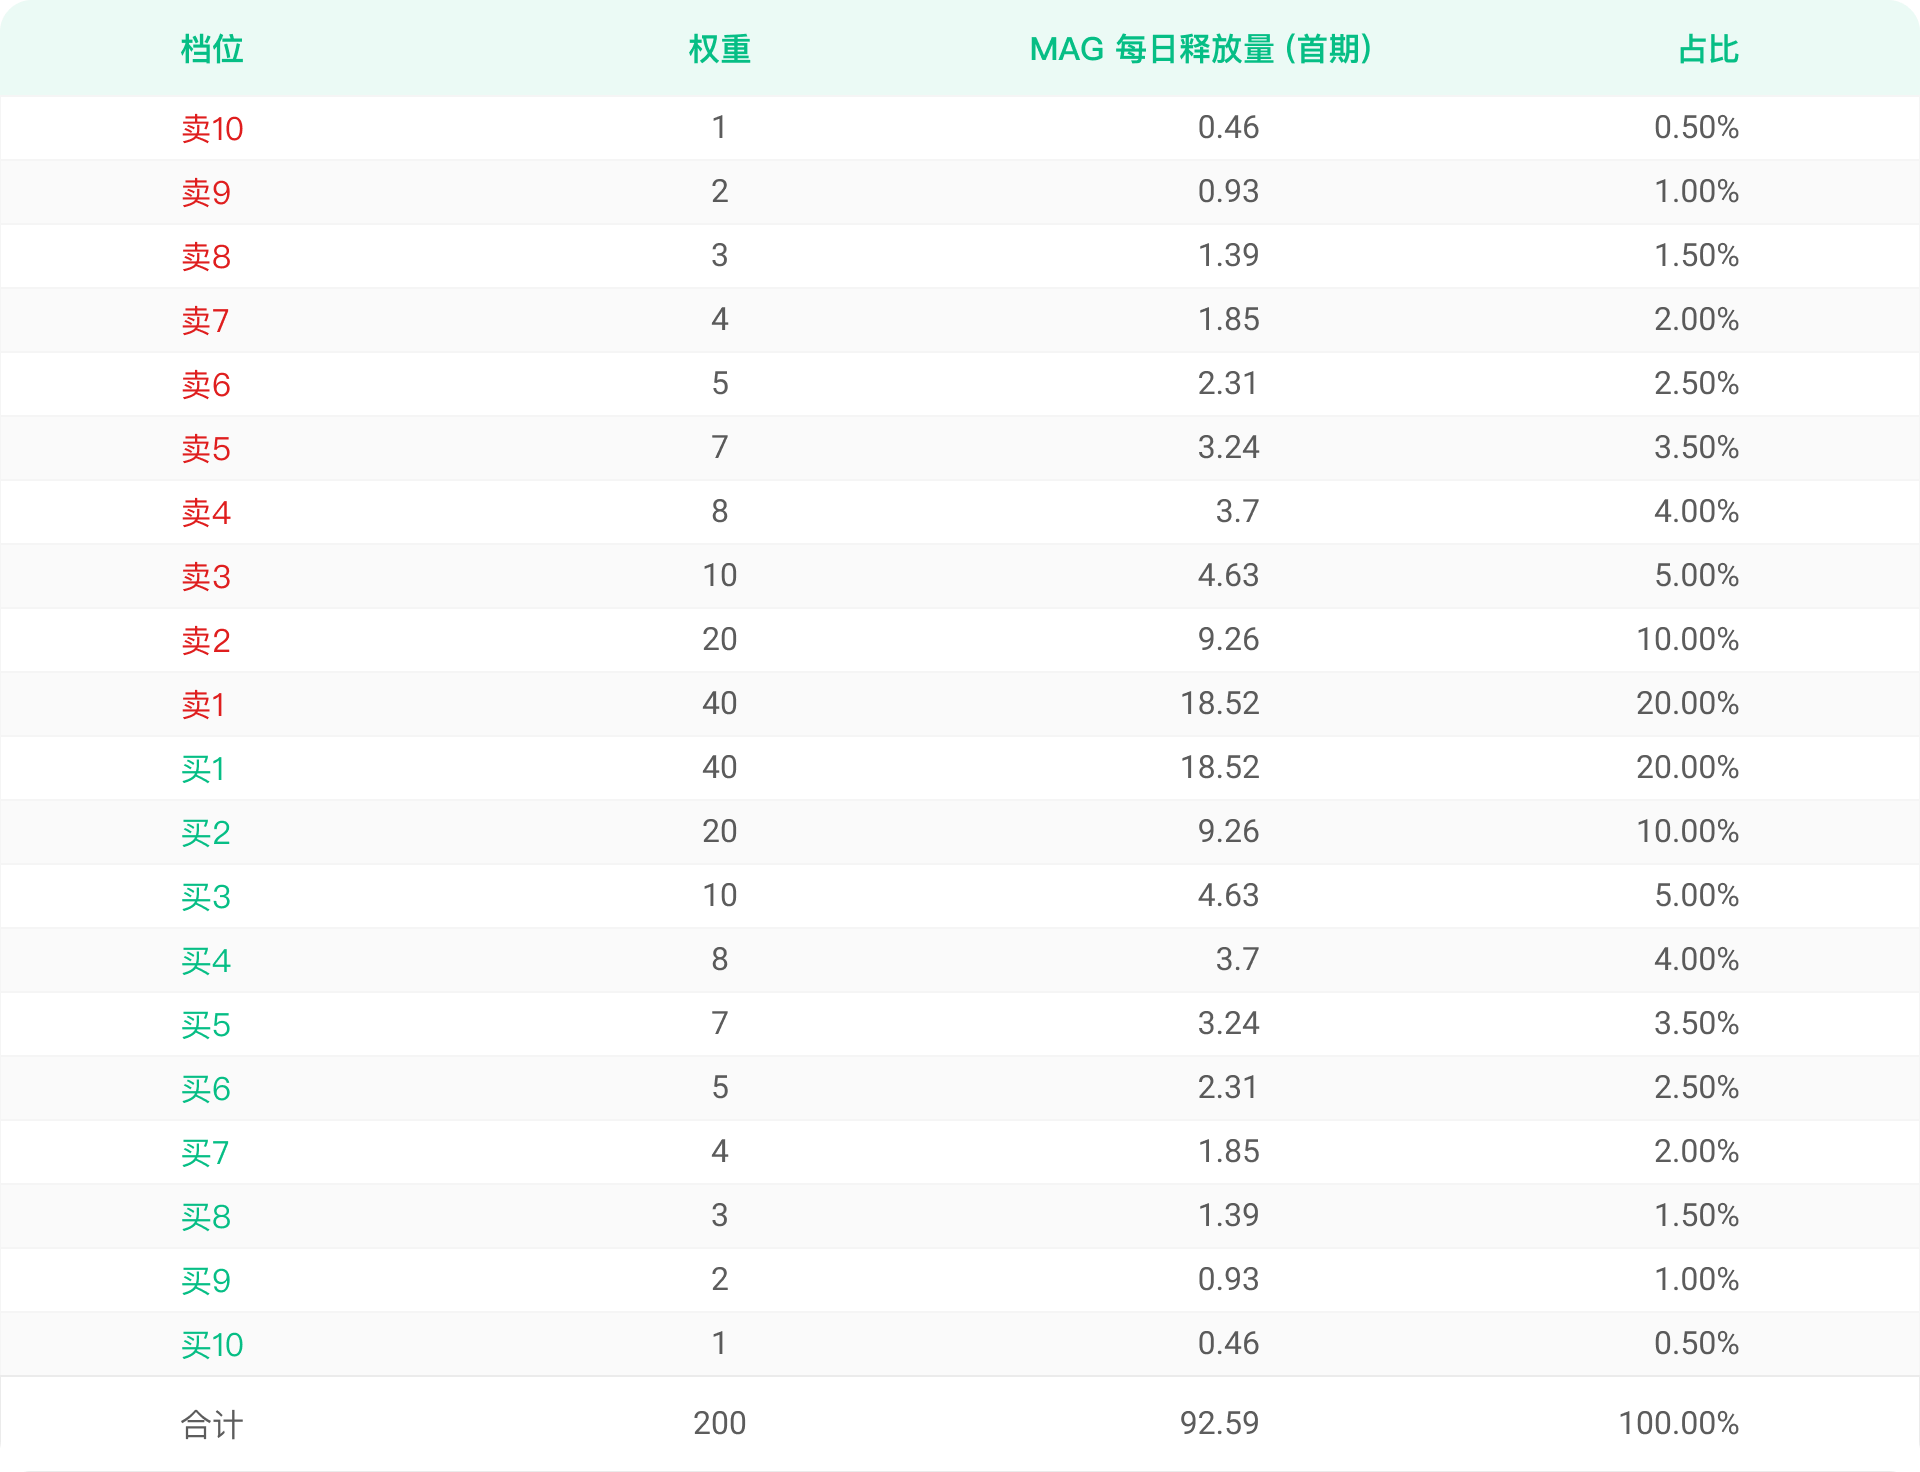 档位 权重 MAG 每日释放量 (首期) 占比
卖10 1 0.46 0.50%
卖9 2 0.93 1.00%
卖8 3 1.39 1.50%
卖7 4 1.85 2.00%
卖6 5 2.31 2.50%
卖5 7 3.24 3.50%
卖4 8 3.7 4.00%
卖3 10 4.63 5.00%
卖2 20 9.26 10.00%
卖1 40 18.52 20.00%
买1 40 18.52 20.00%
买2 20 9.26 10.00%
买3 10 4.63 5.00%
买4 8 3.7 4.00%
买5 7 3.24 3.50%
买6 5 2.31 2.50%
买7 4 1.85 2.00%
买8 3 1.39 1.50%
买9 2 0.93 1.00%
买10 1 0.46 0.50%
合计 200 92.59 100.00%